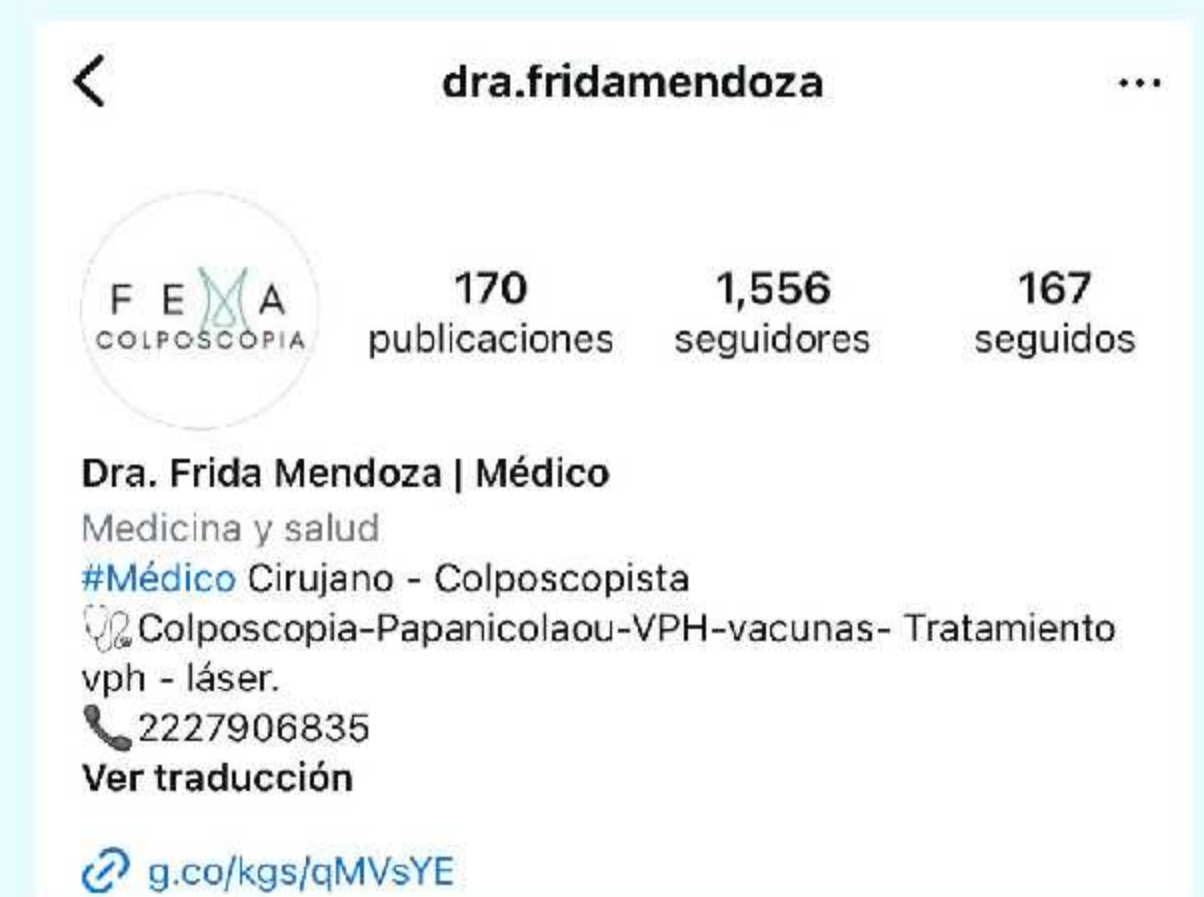 dra.fridamendoza
FEMA
COLPOSCOPIA
170
publicaciones
1,556
seguidores
167
seguidos
Dra. Frida Mendoza | Médico
Medicina y salud
#Médico Cirujano - Colposcopista
Colposcopia-Papanicolaou-VPH-vacunas- Tratamiento
vph - láser.
2227906835
Ver traducción
g.co/kgs/qMVsYE